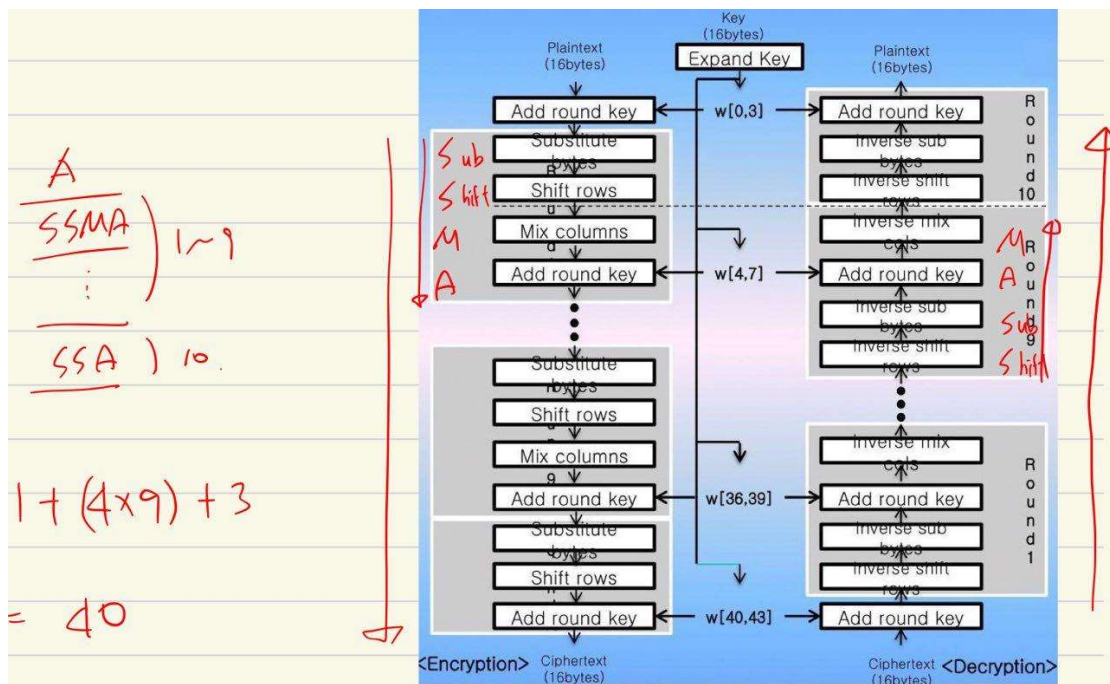 A
SSMA ) 1~9
⋮
SSA ) 10.
1 + (4×9) + 3
= 40
Key
(16bytes)
Expand Key
Plaintext
(16bytes)
Add round key
Substitute bytes
Shift rows
Mix columns
Add round key
Substitute bytes
Shift rows
Mix columns
9
Add round key
Substitute bytes
Shift rows
Add round key
Ciphertext
(16bytes)
<Encryption>
Sub
Shift
M
A
w[0,3]
w[4,7]
w[36,39]
w[40,43]
Plaintext
(16bytes)
Add round key
Inverse sub bytes
Inverse shift rows
Round 10
Inverse mix cols
Add round key
Inverse sub bytes
Inverse shift rows
Round 9
M
A
Sub
Shift
Inverse mix cols
Add round key
Inverse sub bytes
Inverse shift rows
Round 1
Add round key
Ciphertext
(16bytes)
<Decryption>